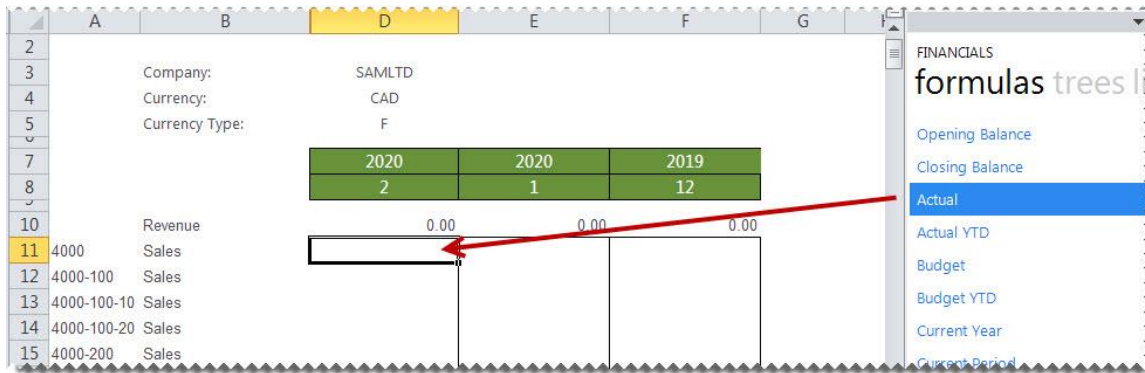 A B D E F G
2
3 Company: SAMLTD
4 Currency: CAD
5 Currency Type: F
7 2020 2020 2019
8 2 1 12
10 Revenue 0.00 0.00 0.00
11 4000 Sales
12 4000-100 Sales
13 4000-100-10 Sales
14 4000-100-20 Sales
15 4000-200 Sales
FINANCIALS
formulas trees li
Opening Balance
Closing Balance
Actual
Actual YTD
Budget
Budget YTD
Current Year
Current Period